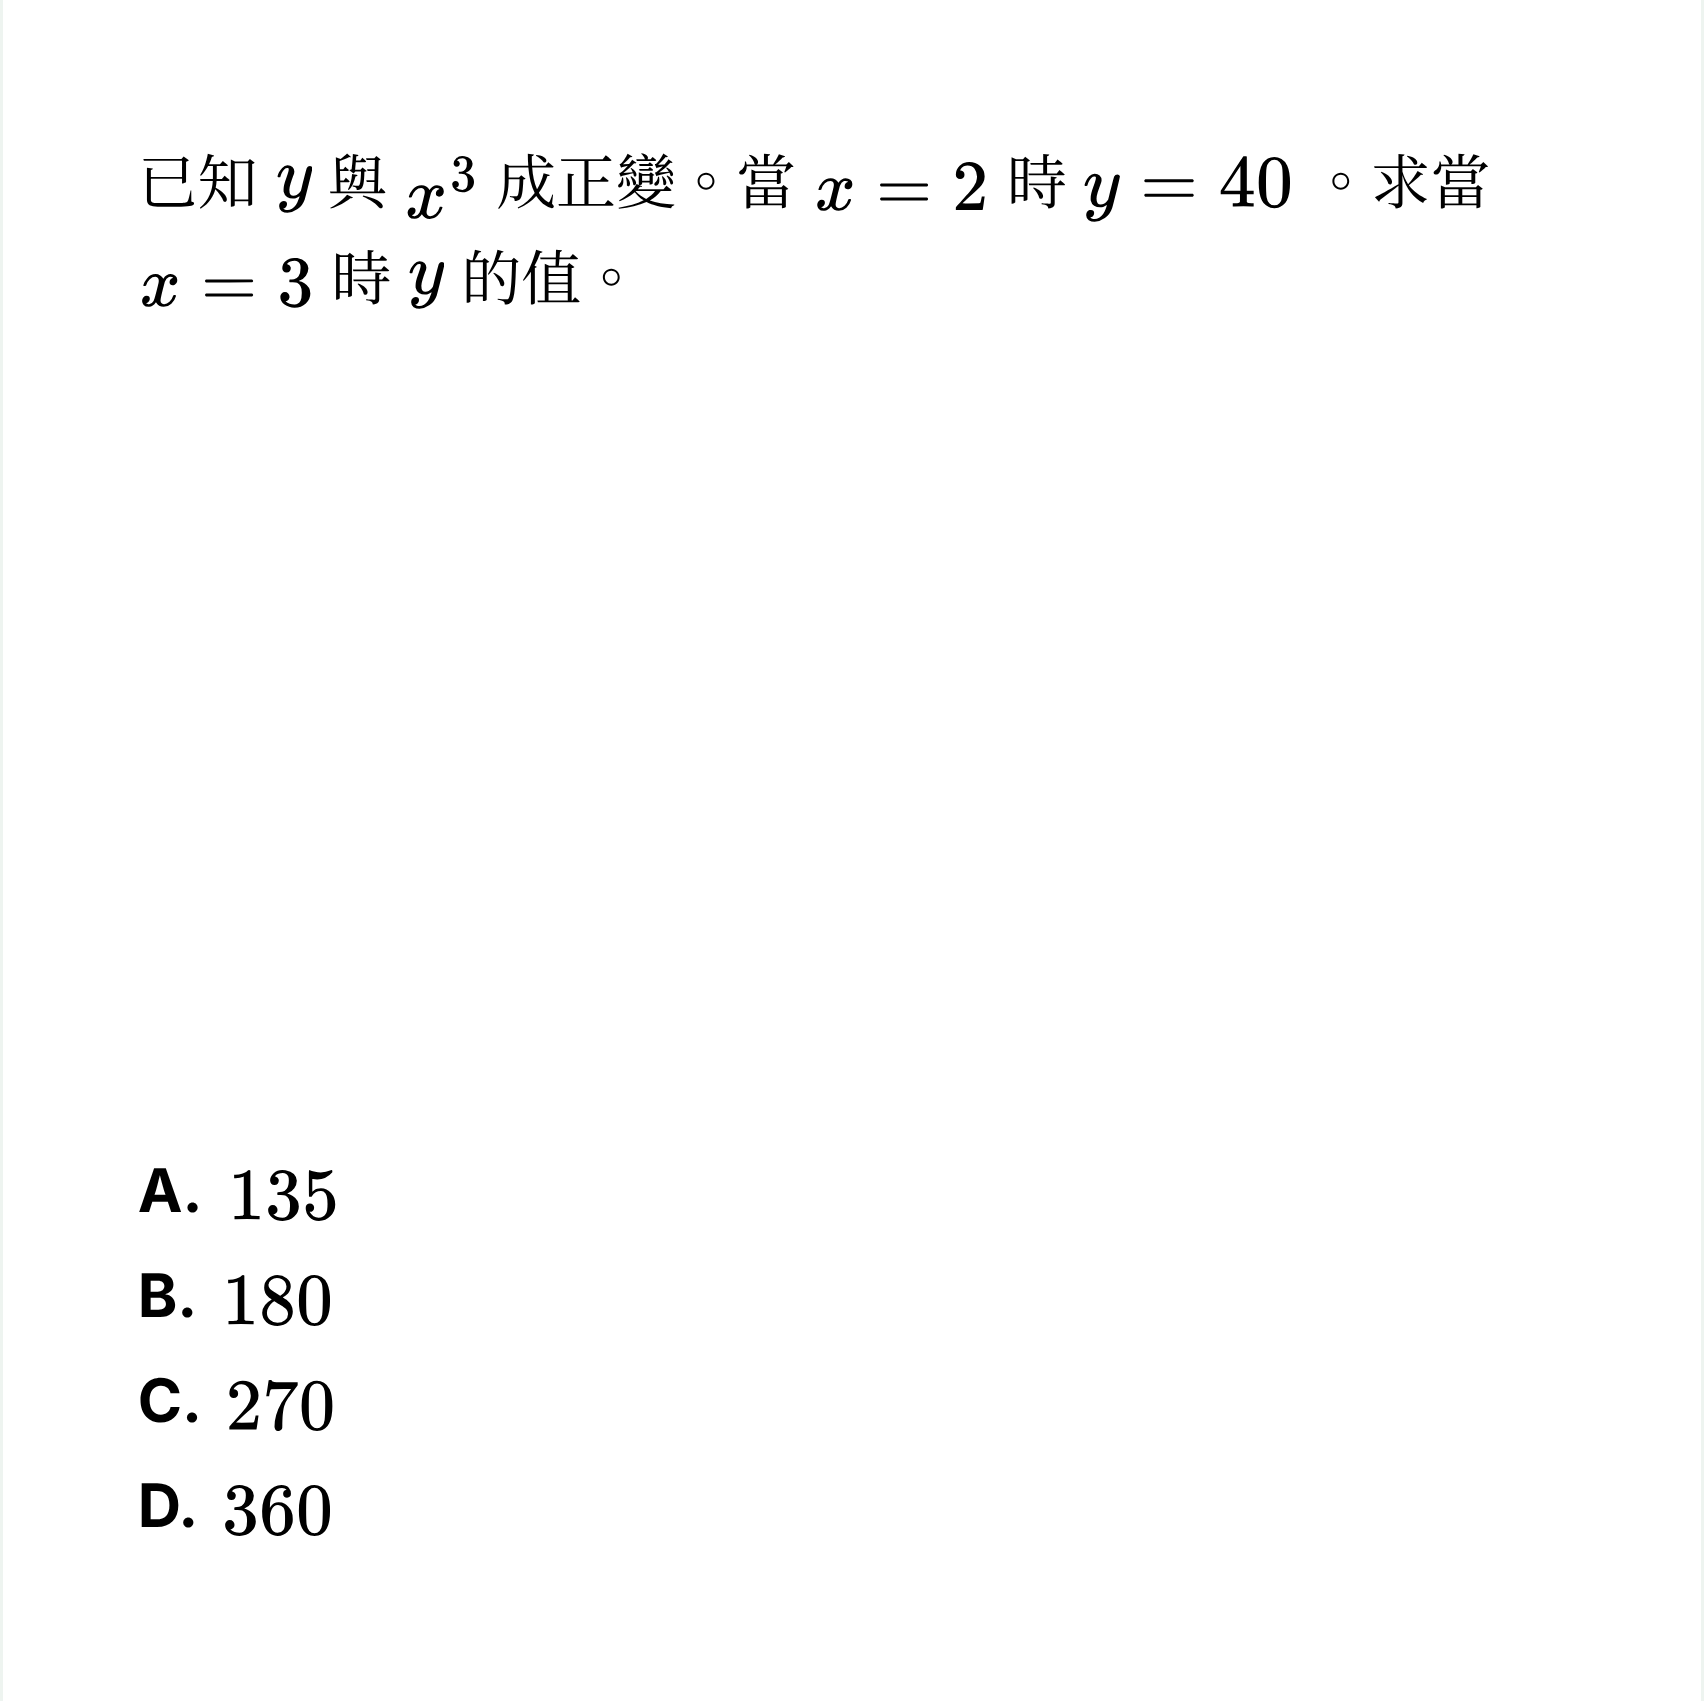 已知 y 與 x³ 成正變。當 x = 2 時 y = 40 。求當
x = 3 時 y 的值。
A. 135
B. 180
C. 270
D. 360